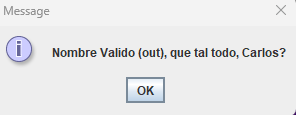 Message
Nombre Valido (out), que tal todo, Carlos?
OK